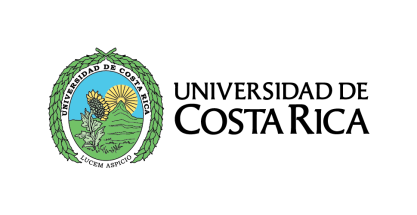 UNIVERSIDAD DE COSTA RICA
LUCEM ASPICIO
UNIVERSIDAD DE
COSTA RICA